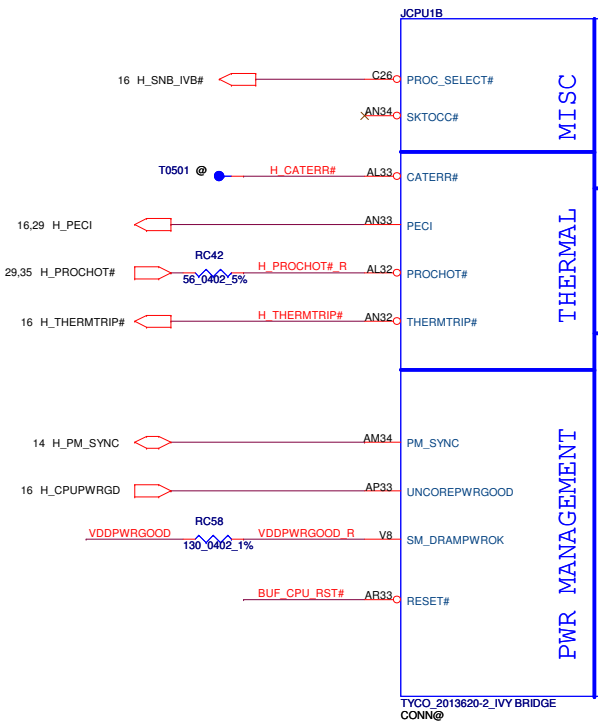 JCPU1B
16 H_SNB_IVB# C26 PROC_SELECT#
AN34 SKTOCC#
MISC
T0501 @ H_CATERR# AL33 CATERR#
16,29 H_PECI AN33 PECI
RC42
29,35 H_PROCHOT# H_PROCHOT#_R AL32 PROCHOT#
56_0402_5%
16 H_THERMTRIP# H_THERMTRIP# AN32 THERMTRIP#
THERMAL
14 H_PM_SYNC AM34 PM_SYNC
16 H_CPUPWRGD AP33 UNCOREPWRGOOD
RC58
VDDPWRGOOD VDDPWRGOOD_R V8 SM_DRAMPWROK
130_0402_1%
BUF_CPU_RST# AR33 RESET#
PWR MANAGEMENT
TYCO_2013620-2_IVY BRIDGE
CONN@